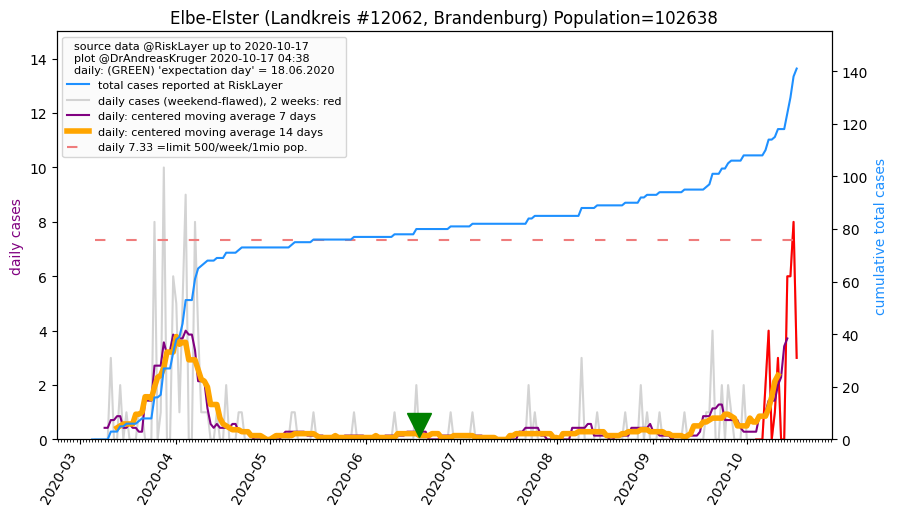 Elbe-Elster (Landkreis #12062, Brandenburg) Population=102638
source data @RiskLayer up to 2020-10-17
plot @DrAndreasKruger 2020-10-17 04:38
daily: (GREEN) 'expectation day' = 18.06.2020
total cases reported at RiskLayer
daily cases (weekend-flawed), 2 weeks: red
daily: centered moving average 7 days
daily: centered moving average 14 days
daily 7.33 =limit 500/week/1mio pop.
daily cases
14
12
10
8
6
4
2
0
cumulative total cases
140
120
100
80
60
40
20
0
2020-03
2020-04
2020-05
2020-06
2020-07
2020-08
2020-09
2020-10